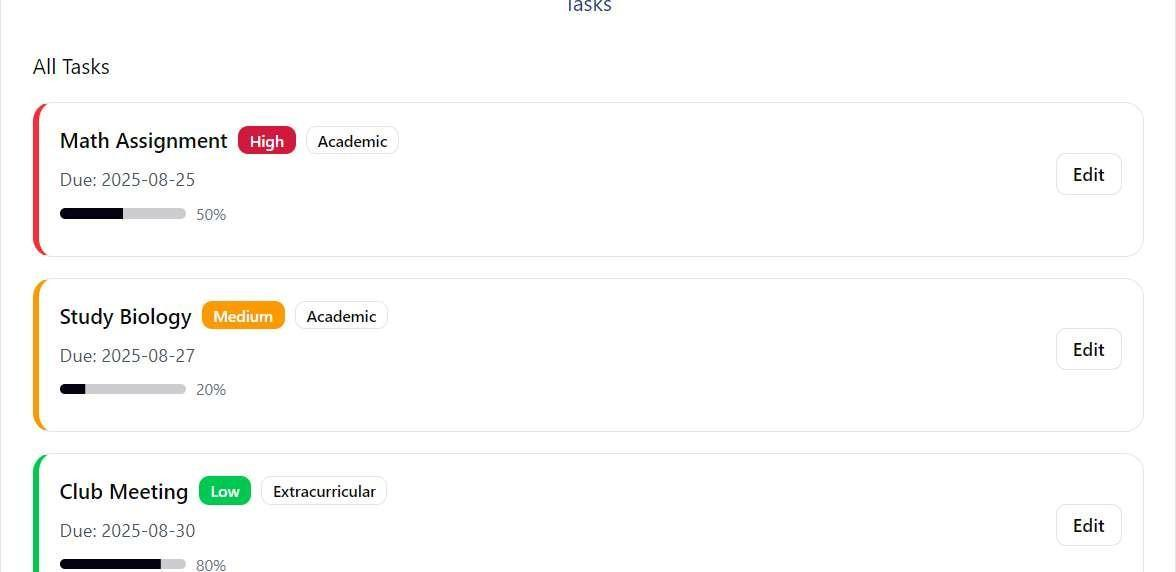 Tasks
All Tasks
Math Assignment High Academic
Due: 2025-08-25
Edit
50%
Study Biology Medium Academic
Due: 2025-08-27
Edit
20%
Club Meeting Low Extracurricular
Due: 2025-08-30
Edit
80%